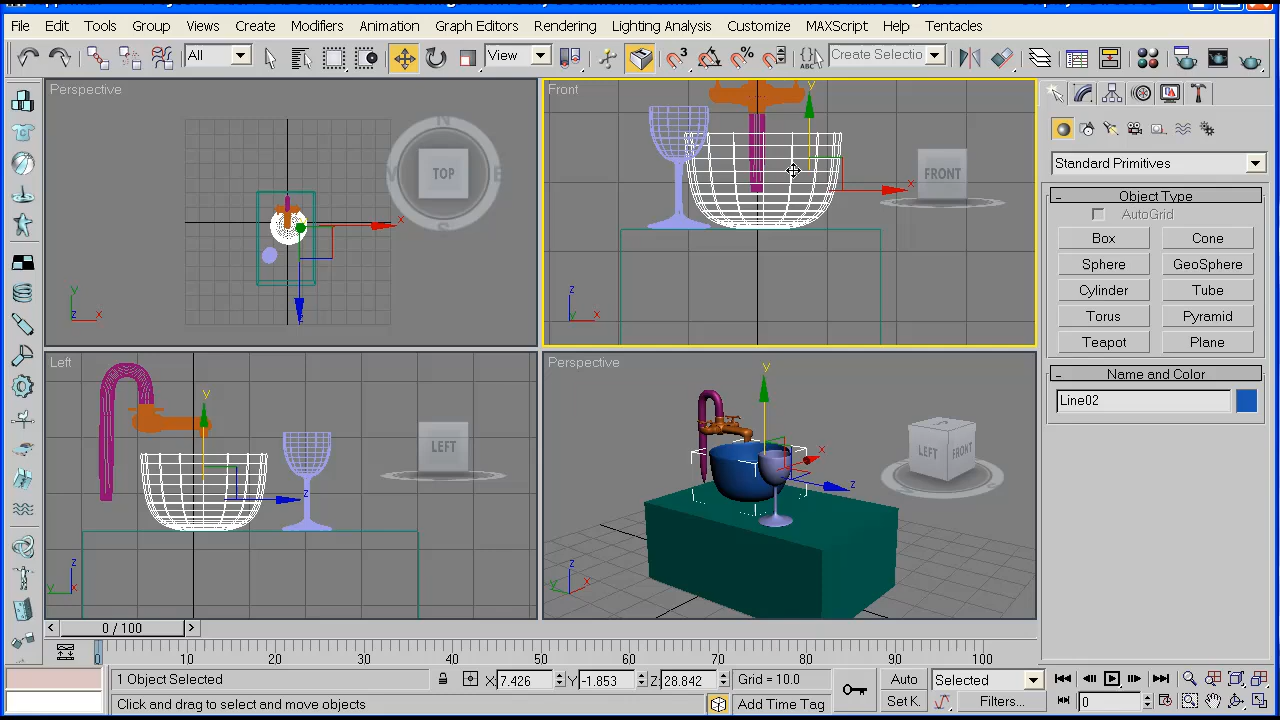 File Edit Tools Group Views Create Modifiers Animation Graph Editors Rendering Lighting Analysis Customize MAXScript Help Tentacles
All View 3 % ABC Create Selectio
Perspective
N
TOP
S
x
z
y
z x
Front
y
x
FRONT
z
x
Standard Primitives
- Object Type
AutoGrid
Box Cone
Sphere GeoSphere
Cylinder Tube
Torus Pyramid
Teapot Plane
- Name and Color
Line02
Left
y
z
LEFT
z
y x
Perspective
y
x
z
LEFT FRONT
z
y x
< 0 / 100 >
0 10 20 30 40 50 60 70 80 90 100
1 Object Selected X: 7.426 Y: -1.853 Z: 28.842 Grid = 10.0 Auto Selected
Click and drag to select and move objects Add Time Tag Set K. Filters... 0